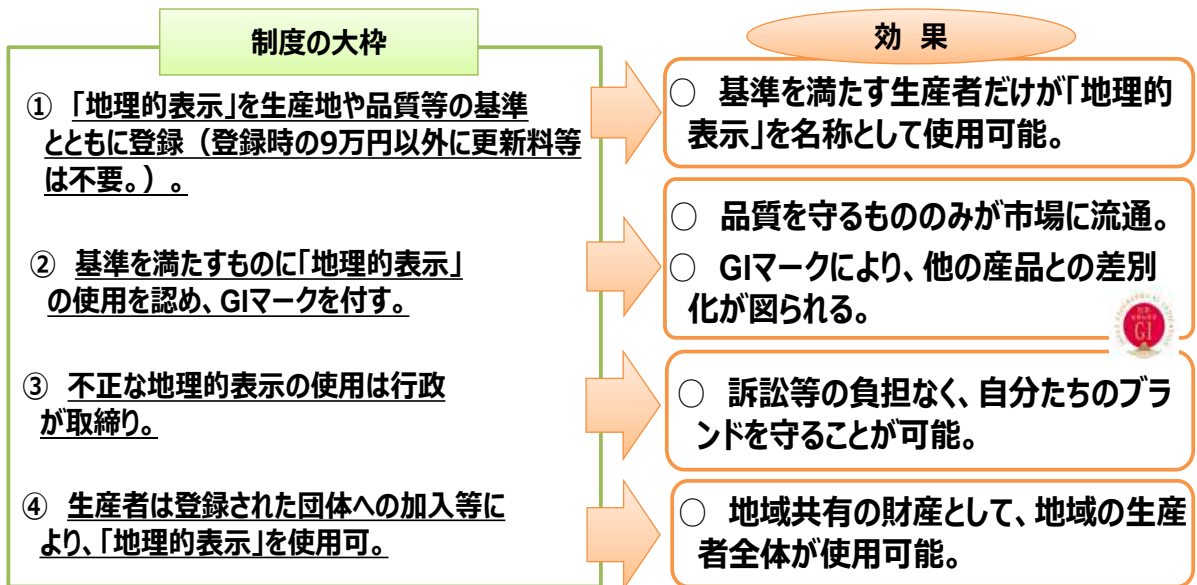 制度の大枠
① 「地理的表示」を生産地や品質等の基準
とともに登録（登録時の9万円以外に更新料等
は不要。）。
② 基準を満たすものに「地理的表示」
の使用を認め、GIマークを付す。
③ 不正な地理的表示の使用は行政
が取締り。
④ 生産者は登録された団体への加入等に
より、「地理的表示」を使用可。
効 果
○ 基準を満たす生産者だけが「地理的
表示」を名称として使用可能。
○ 品質を守るもののみが市場に流通。
○ GIマークにより、他の産品との差別
化が図られる。
GI
○ 訴訟等の負担なく、自分たちのブラ
ンドを守ることが可能。
○ 地域共有の財産として、地域の生産
者全体が使用可能。